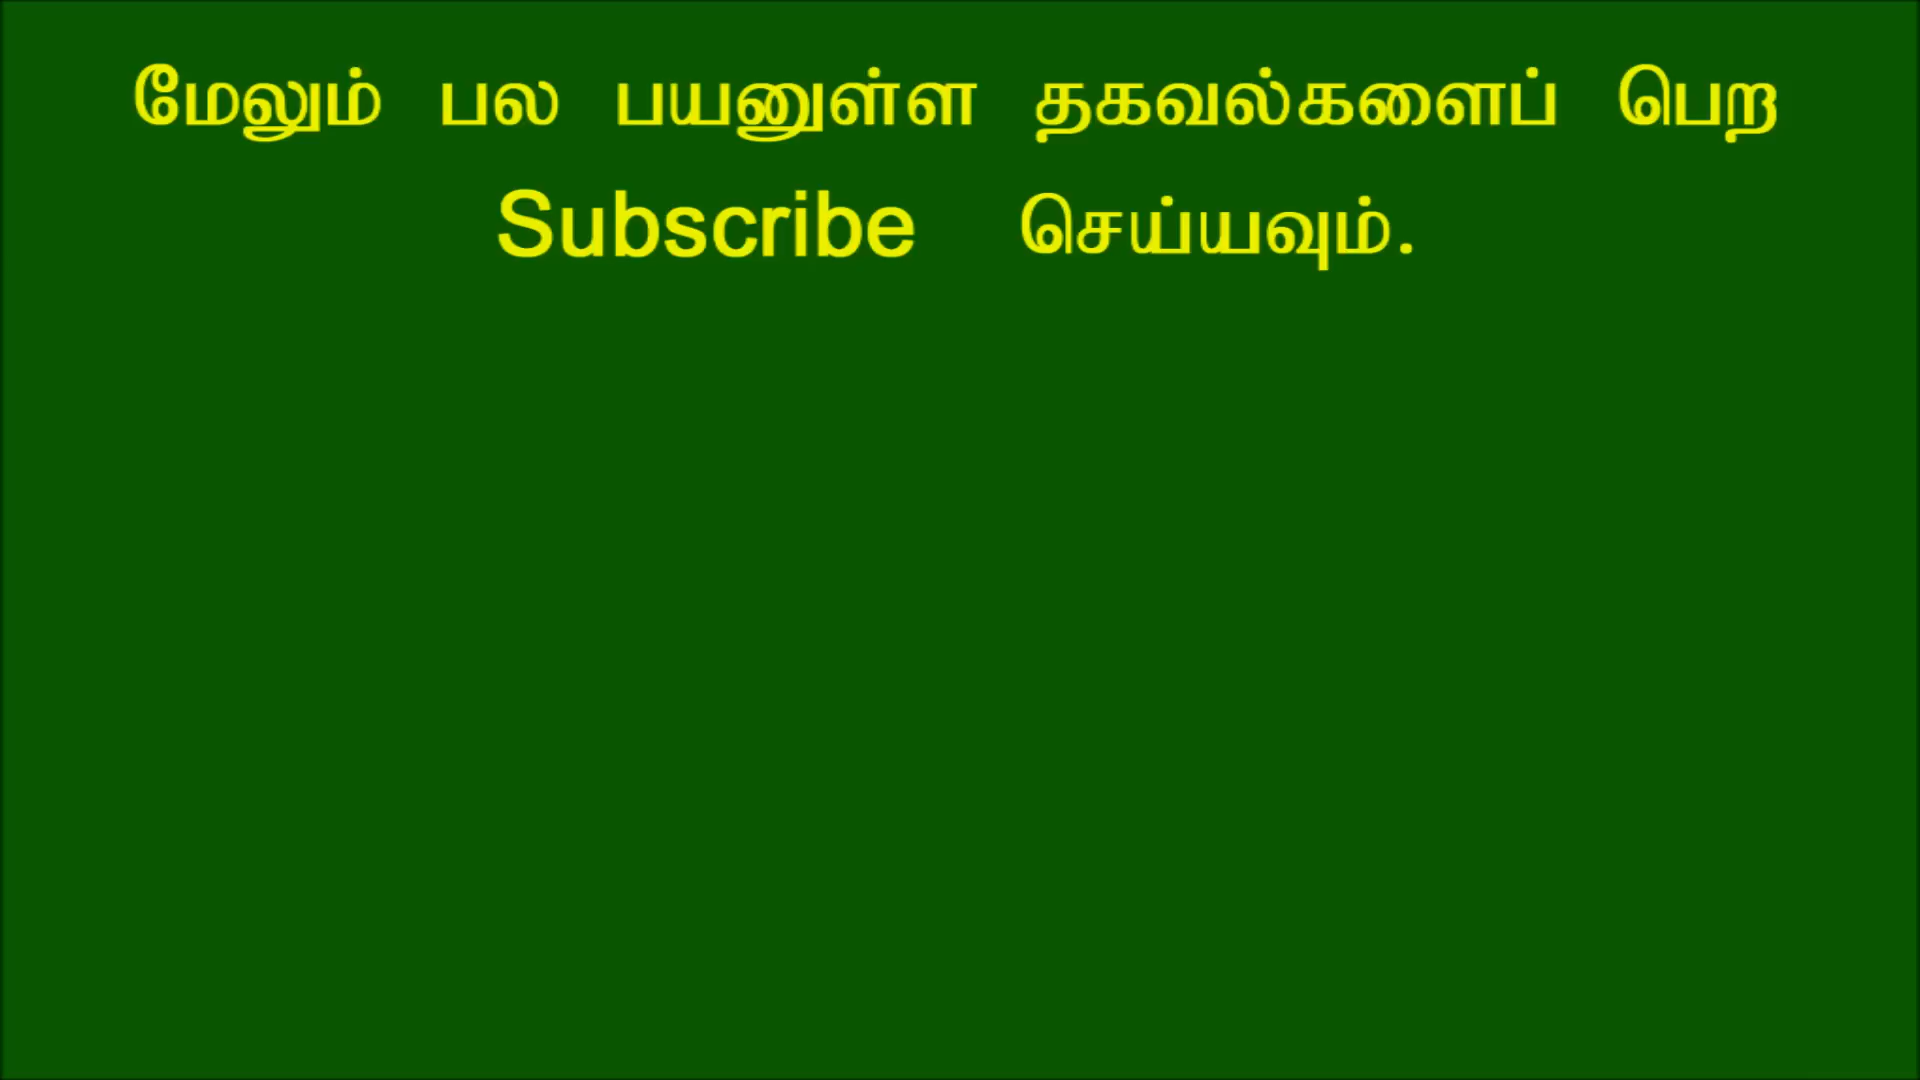 மேலும் பல பயனுள்ள தகவல்களைப் பெற
Subscribe செய்யவும்.